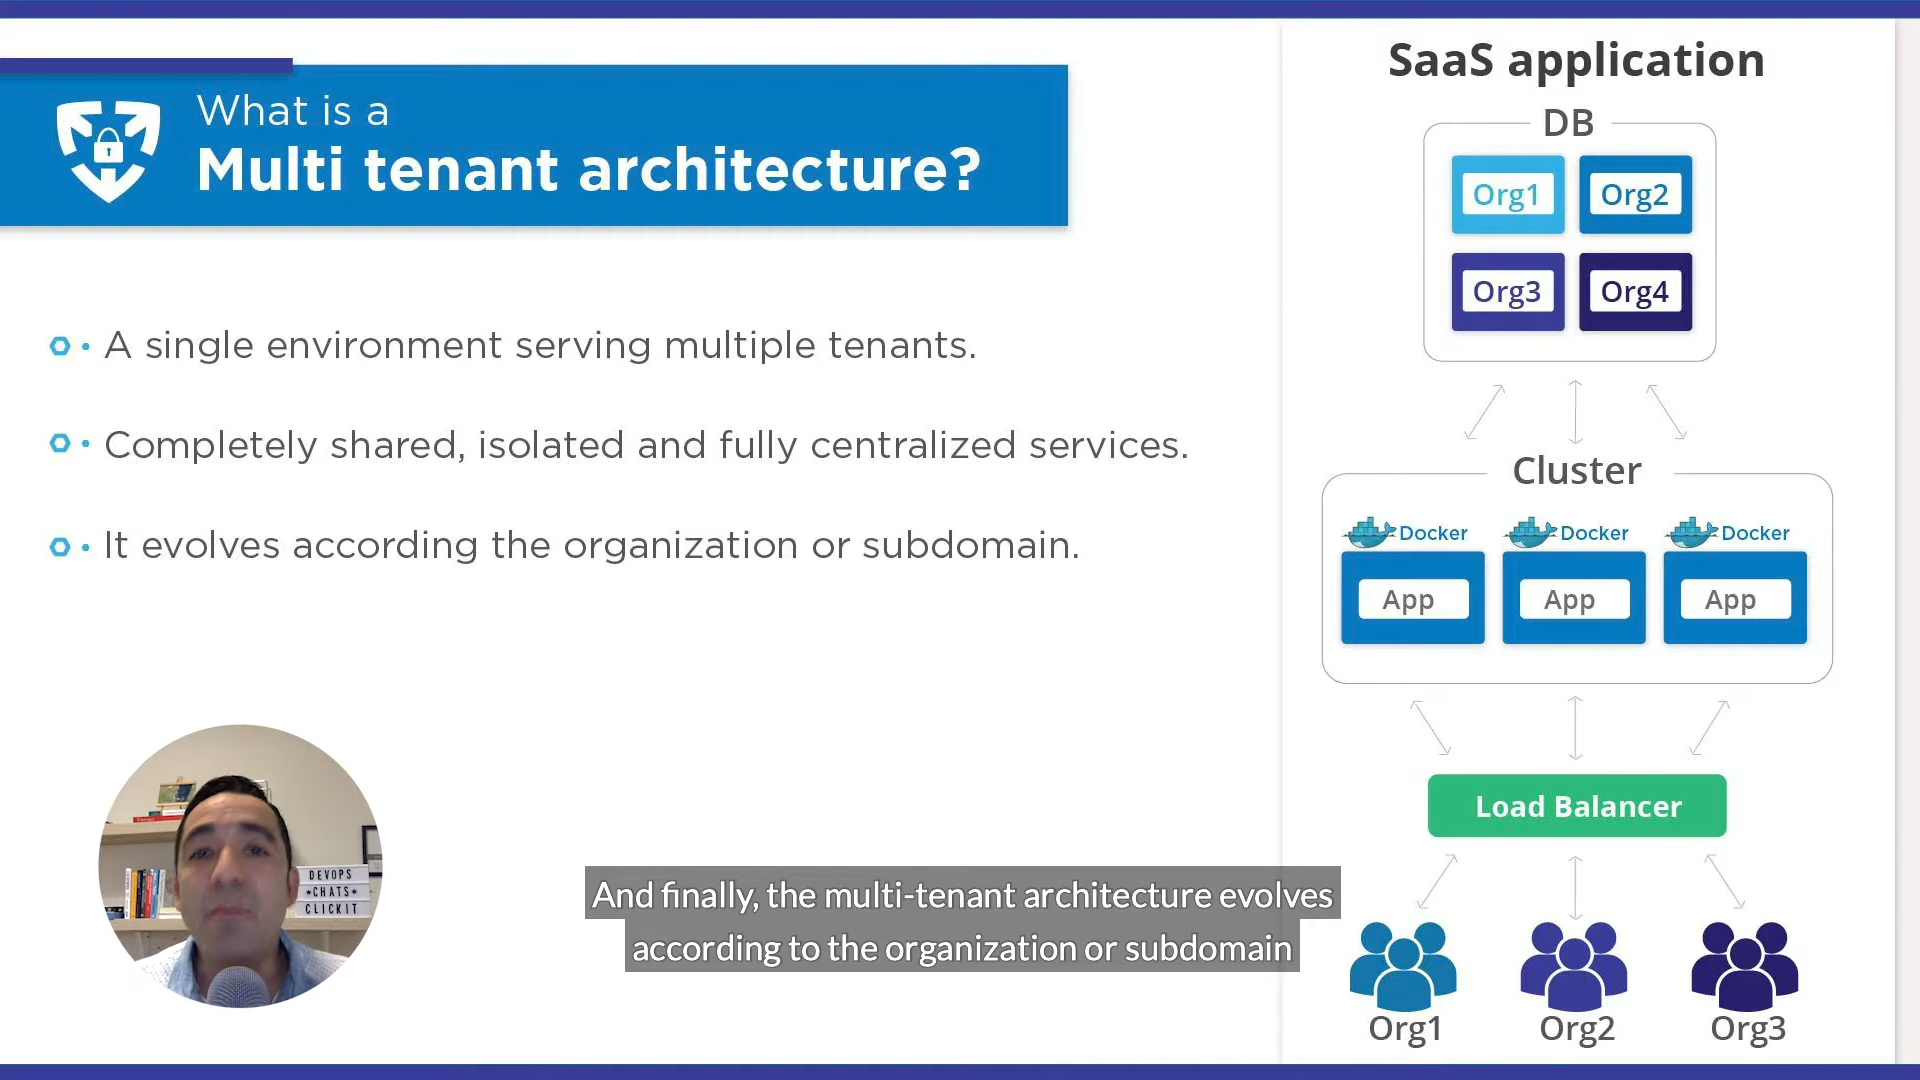 What is a
Multi tenant architecture?
• A single environment serving multiple tenants.
• Completely shared, isolated and fully centralized services.
• It evolves according the organization or subdomain.
DEVOPS
★CHATS★
CLICKIT
And finally, the multi-tenant architecture evolves
according to the organization or subdomain
SaaS application
DB
Org1 Org2
Org3 Org4
Cluster
Docker Docker Docker
App App App
Load Balancer
Org1 Org2 Org3